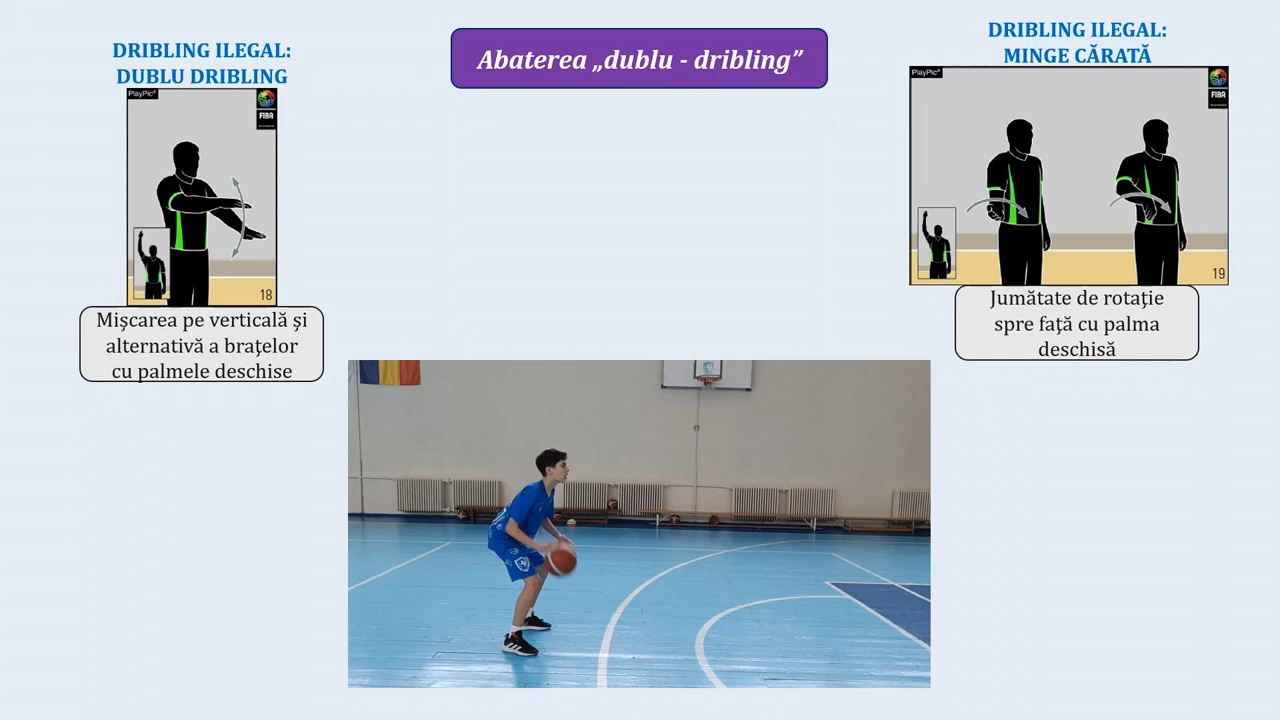 DRIBLING ILEGAL:
DUBLU DRIBLING
PlayPic®
FIBA
18
Mişcarea pe verticală şi
alternativă a braţelor
cu palmele deschise
Abaterea „dublu - dribling”
DRIBLING ILEGAL:
MINGE CĂRATĂ
PlayPic®
FIBA
19
Jumătate de rotaţie
spre faţă cu palma
deschisă